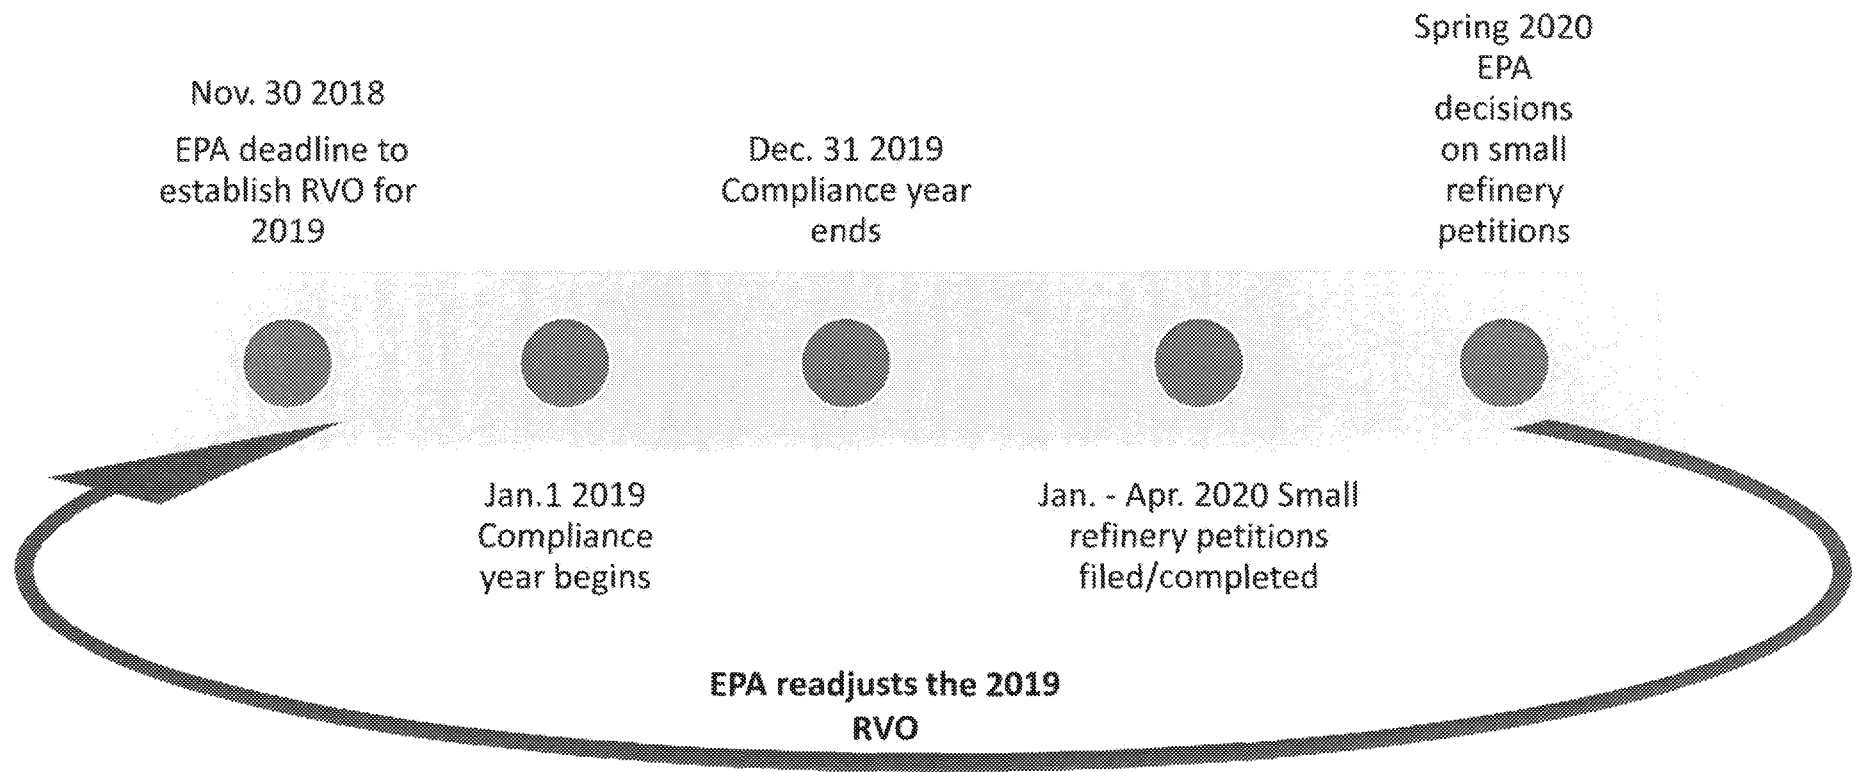 Nov. 30 2018
EPA deadline to
establish RVO for
2019
Jan.1 2019
Compliance
year begins
Dec. 31 2019
Compliance year
ends
Jan. - Apr. 2020 Small
refinery petitions
filed/completed
Spring 2020
EPA
decisions
on small
refinery
petitions
EPA readjusts the 2019
RVO